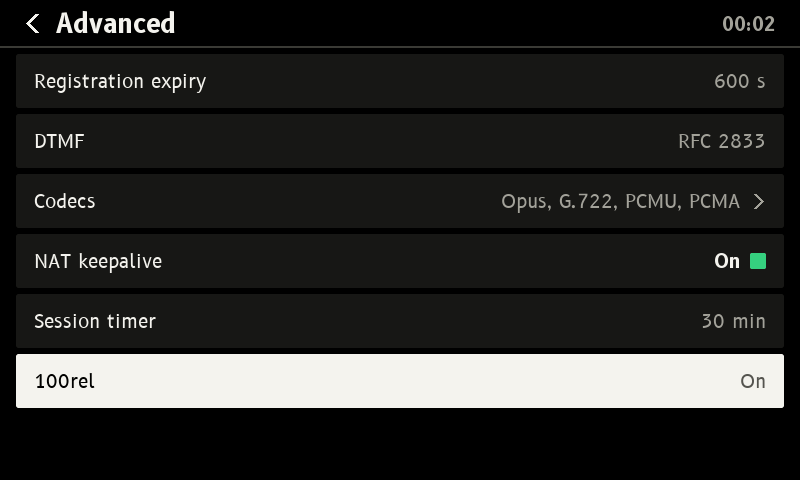 Advanced 00:02
Registration expiry 600 s
DTMF RFC 2833
Codecs Opus, G.722, PCMU, PCMA
NAT keepalive On
Session timer 30 min
100rel On